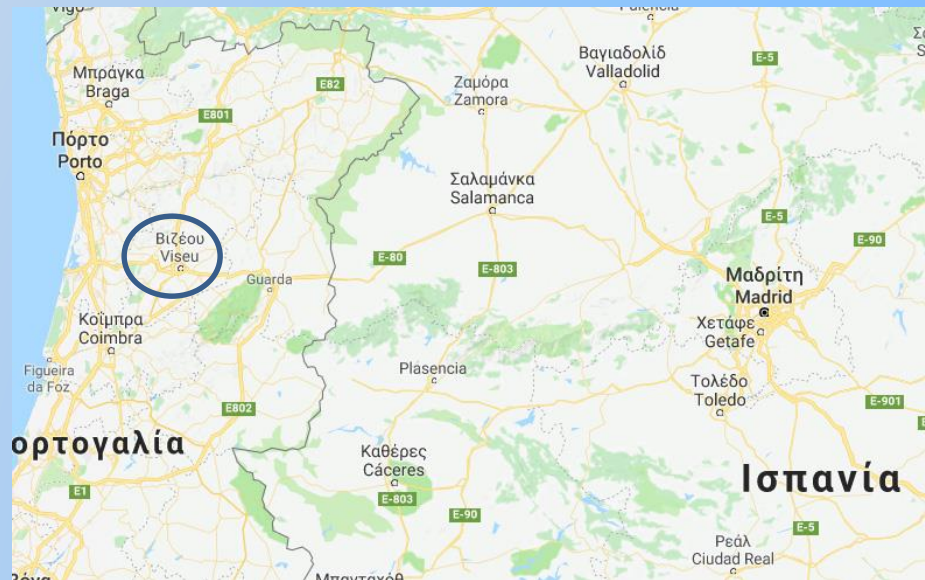 Vigo
Palencia
Βαγιαδολίδ
Valladolid
E-5
Μπράγκα
Braga
E82
Ζαμόρα
Zamora
E801
Πόρτο
Porto
Σαλαμάνκα
Salamanca
E-5
Βιζέου
Viseu
E-90
E-80
E-803
Guarda
Μαδρίτη
Madrid
Κοΐμπρα
Coimbra
Χετάφε
Getafe
Figueira
da Foz
Plasencia
Τολέδο
Toledo
E802
E-901
ορτογαλία
Καθέρες
Cáceres
Ισπανία
E1
E-803
E-90
E-5
Ρεάλ
Ciudad Real